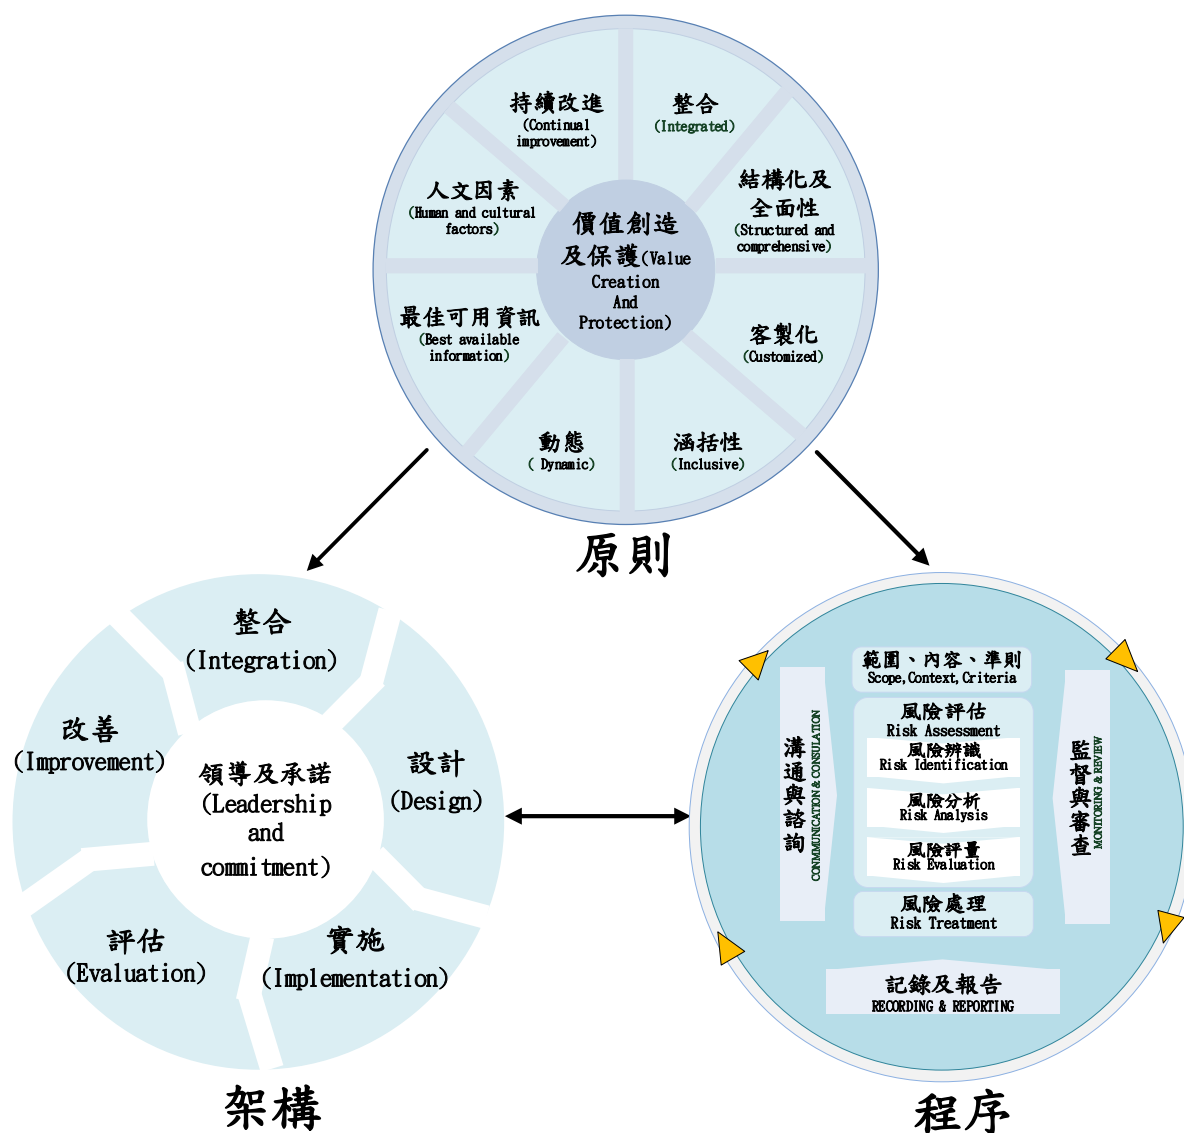 持續改進
(Continual
improvement)
整合
(Integrated)
人文因素
(Human and cultural
factors)
結構化及
全面性
(Structured and
comprehensive)
價值創造
及保護(Value
Creation
And
Protection)
最佳可用資訊
(Best available
information)
客製化
(Customized)
動態
( Dynamic)
涵括性
(Inclusive)
原則
整合
(Integration)
改善
(Improvement)
設計
(Design)
領導及承諾
(Leadership
and
commitment)
評估
(Evaluation)
實施
(Implementation)
架構
範圍、內容、準則
Scope,Context,Criteria
風險評估
Risk Assessment
風險辨識
Risk Identification
風險分析
Risk Analysis
風險評量
Risk Evaluation
風險處理
Risk Treatment
溝通與諮詢
CONMMUNICATION & CONSULATION
監督與審查
MONITORING & REVIEW
記錄及報告
RECORDING & REPORTING
程序